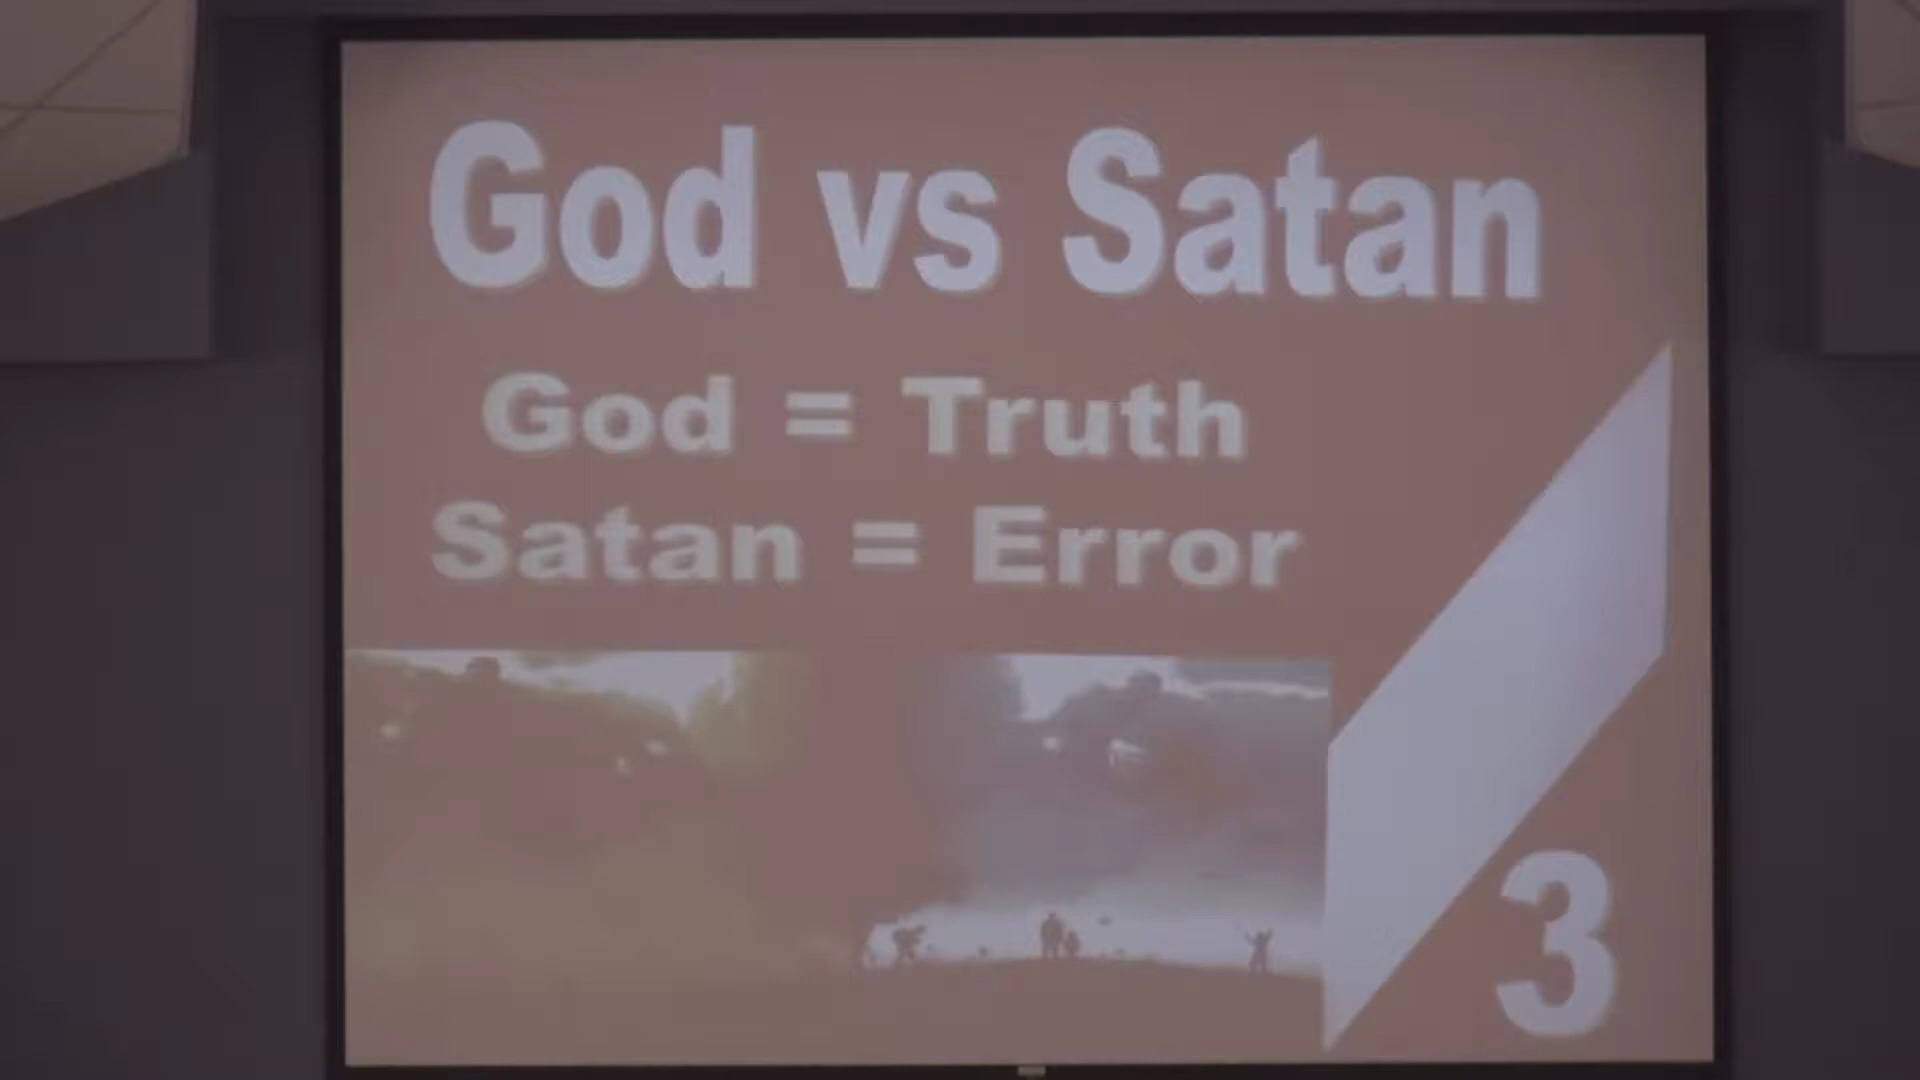 God vs Satan
God = Truth
Satan = Error
3